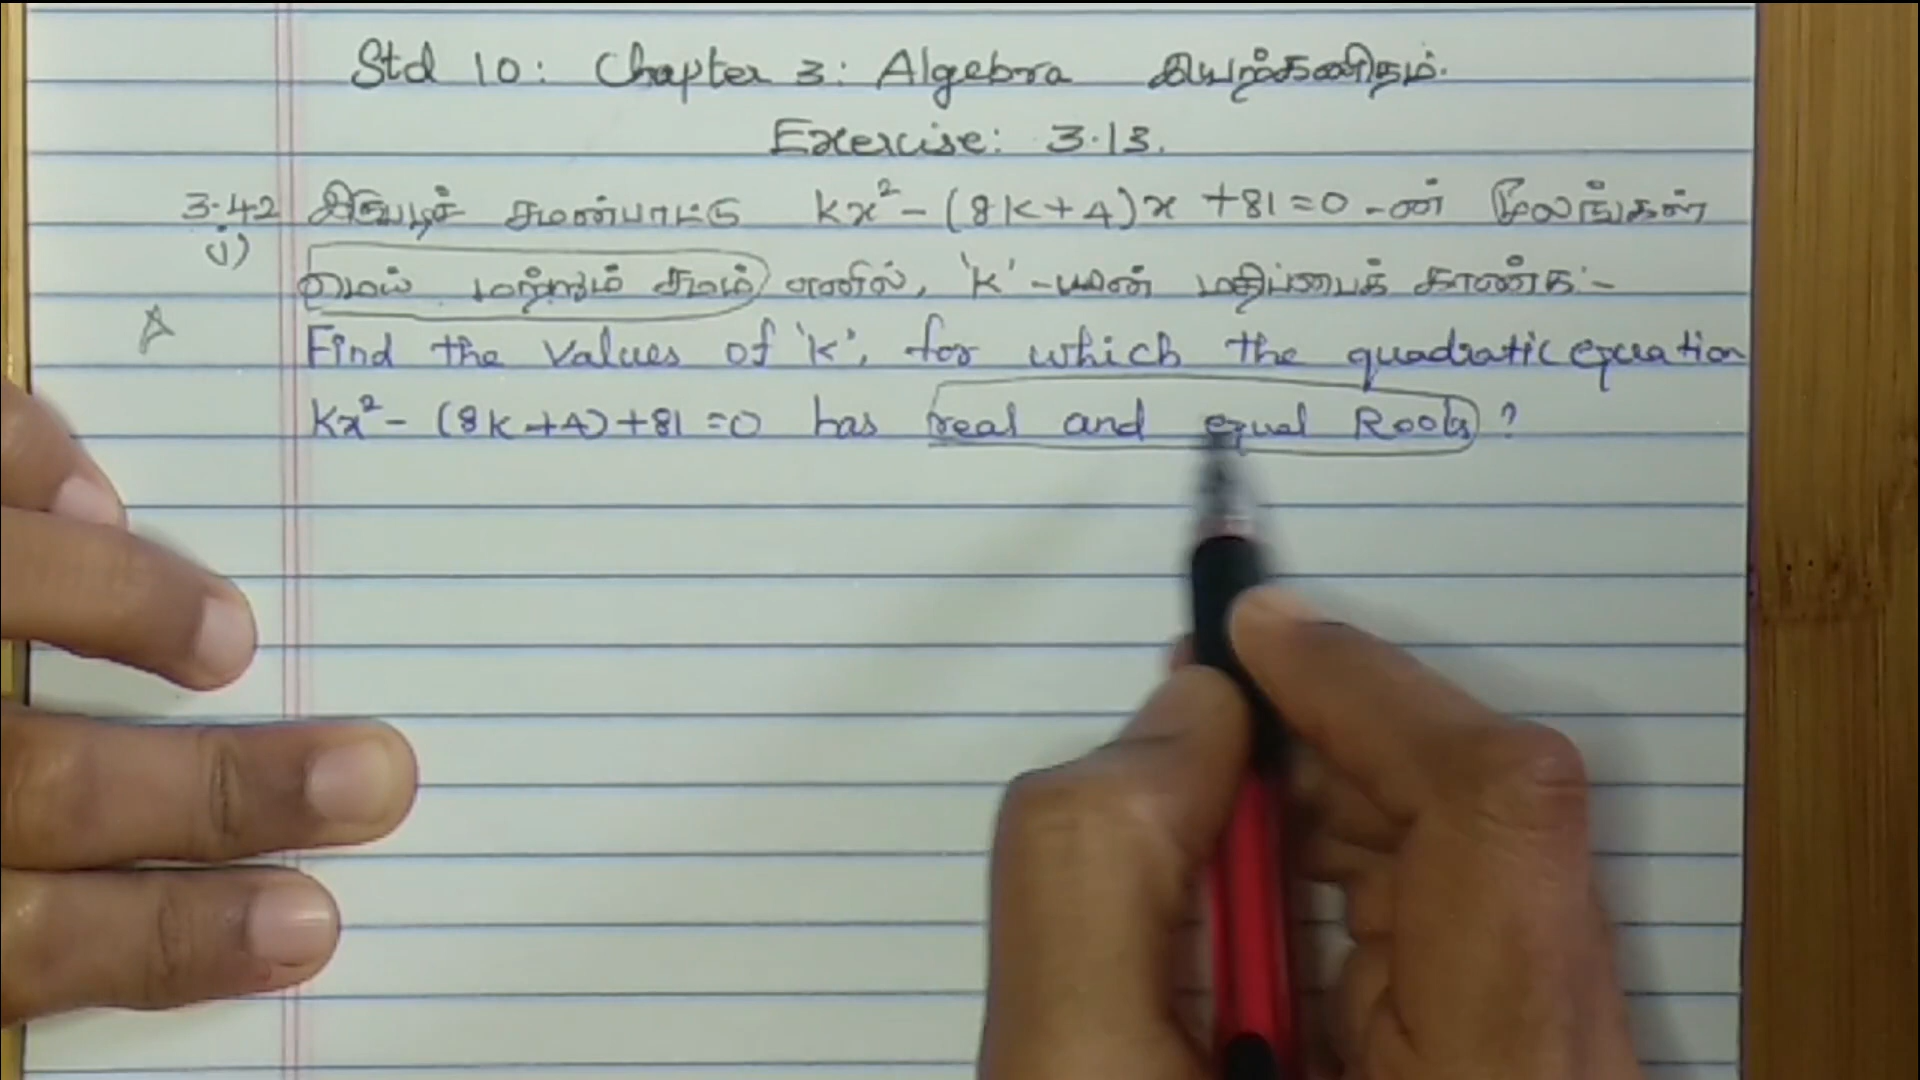 Std 10: Chapter 3: Algebra இயற்கணிதம்.
Exercise: 3.13.
3.42 இருபடிச் சமன்பாட்டு kx² - (8k+4)x +81=0 -ன் மூலங்கள்
i) மெய் மற்றும் சமம் எனில், 'k' -யின் மதிப்பைக் காண்க:-
Find the values of 'k', for which the quadratic equation
kx² - (8k+4)+81=0 has real and equal Roots?